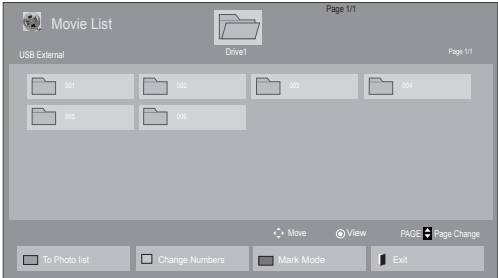 Page 1/1
Movie List
USB External
Drive1
Page 1/1
001 002 003 004
005 006
Move View PAGE Page Change
To Photo list Change Numbers Mark Mode Exit